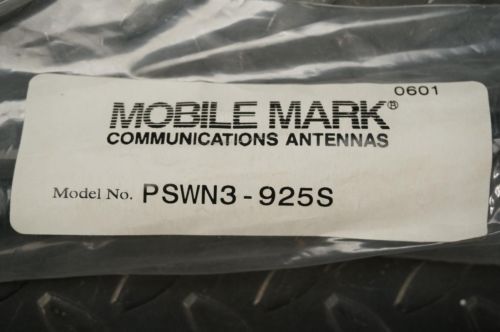 0601
MOBILE MARK®
COMMUNICATIONS ANTENNAS
Model No. PSWN3-925S